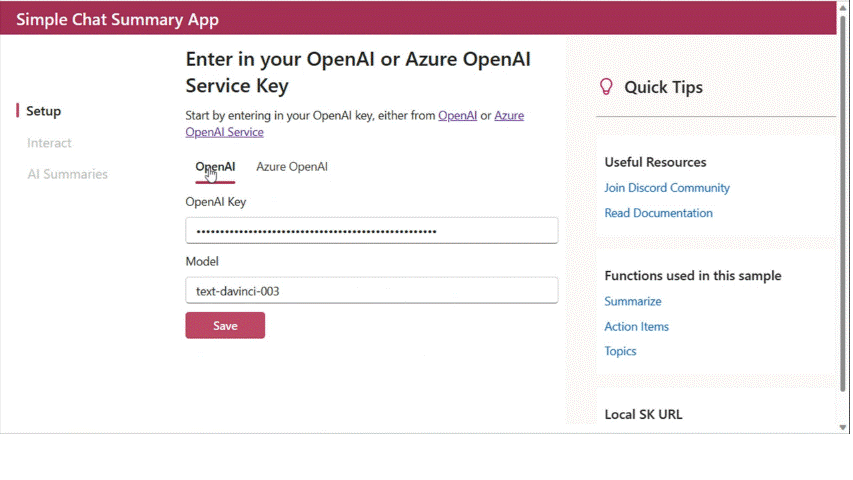 Simple Chat Summary App
Setup
Interact
AI Summaries
Enter in your OpenAI or Azure OpenAI
Service Key
Start by entering in your OpenAI key, either from OpenAI or Azure
OpenAI Service
OpenAI
Azure OpenAI
OpenAI Key
••••••••••••••••••••••••••••••••••••••••••••••••••••
Model
text-davinci-003
Save
Quick Tips
Useful Resources
Join Discord Community
Read Documentation
Functions used in this sample
Summarize
Action Items
Topics
Local SK URL